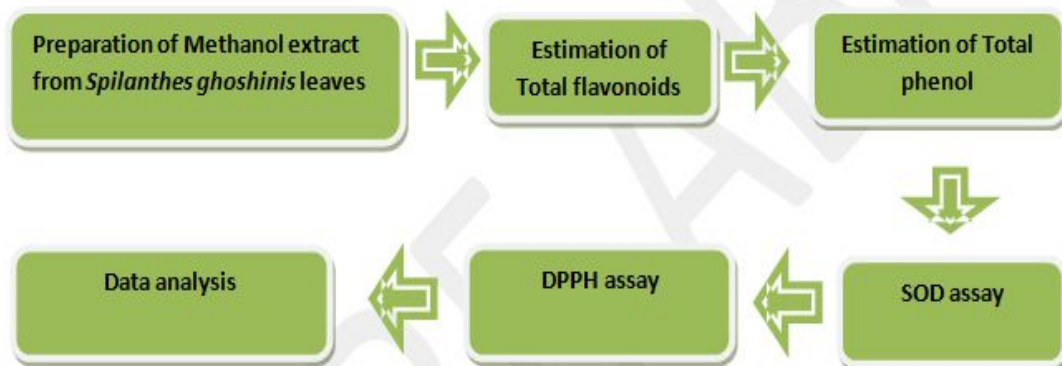 Preparation of Methanol extract
from Spilanthes ghoshinis leaves
Estimation of
Total flavonoids
Estimation of Total
phenol
SOD assay
DPPH assay
Data analysis